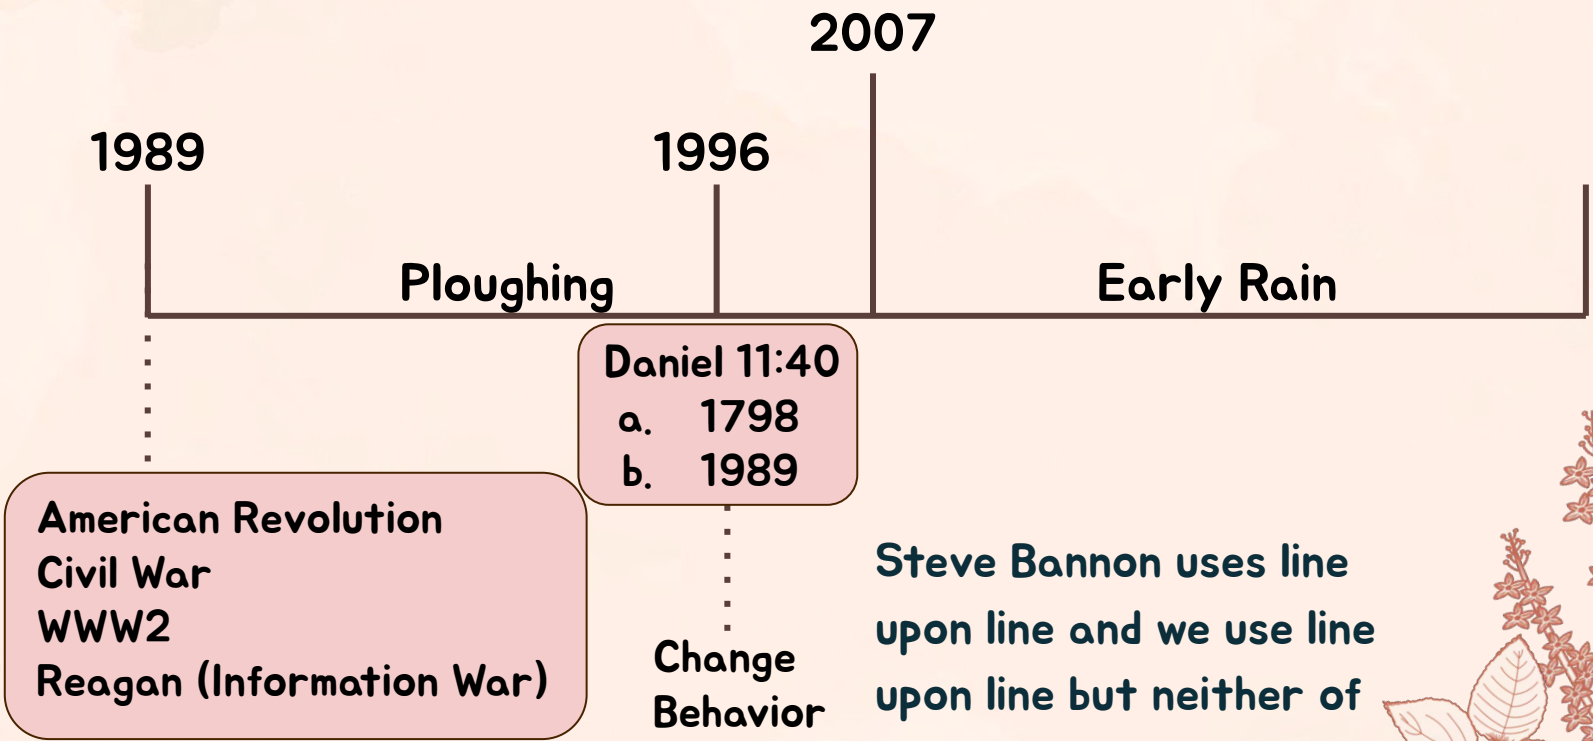 2007
1989
1996
Ploughing
Early Rain
Daniel 11:40
a. 1798
b. 1989
American Revolution
Civil War
WWW2
Reagan (Information War)
Change
Behavior
Steve Bannon uses line
upon line and we use line
upon line but neither of